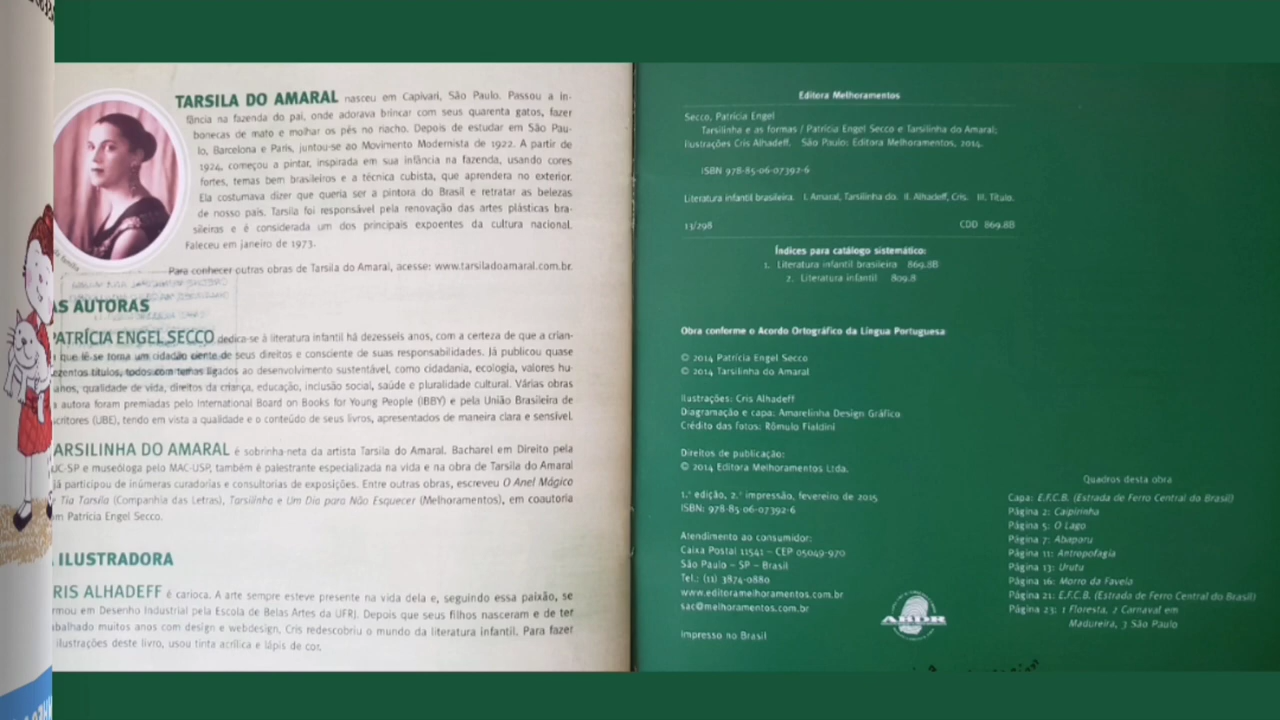 TARSILA DO AMARAL nasceu em Capivari, São Paulo. Passou a in-
fância na fazenda do pai, onde adorava brincar com seus quarenta gatos, fazer
bonecas de mato e molhar os pés no riacho. Depois de estudar em São Pau-
lo, Barcelona e Paris, juntou-se ao Movimento Modernista de 1922. A partir de
1924, começou a pintar, inspirada em sua infância na fazenda, usando cores
fortes, temas bem brasileiros e a técnica cubista, que aprendera no exterior.
Ela costumava dizer que queria ser a pintora do Brasil e retratar as belezas
de nosso país. Tarsila foi responsável pela renovação das artes plásticas bra-
sileiras e é considerada um dos principais expoentes da cultura nacional.
Faleceu em janeiro de 1973.
Para conhecer outras obras de Tarsila do Amaral, acesse: www.tarsiladoamaral.com.br.
AS AUTORAS
PATRÍCIA ENGEL SECCO dedica-se à literatura infantil há dezesseis anos, com a certeza de que a crian-
que lê se torna um cidadão ciente de seus direitos e consciente de suas responsabilidades. Já publicou quase
ezentos títulos, todos com temas ligados ao desenvolvimento sustentável, como cidadania, ecologia, valores hu-
anos, qualidade de vida, direitos da criança, educação, inclusão social, saúde e pluralidade cultural. Várias obras
a autora foram premiadas pelo International Board on Books for Young People (IBBY) e pela União Brasileira de
scritores (UBE), tendo em vista a qualidade e o conteúdo de seus livros, apresentados de maneira clara e sensível.
ARSILINHA DO AMARAL é sobrinha-neta da artista Tarsila do Amaral. Bacharel em Direito pela
UC-SP e museóloga pelo MAC-USP, também é palestrante especializada na vida e na obra de Tarsila do Amaral
já participou de inúmeras curadorias e consultorias de exposições. Entre outras obras, escreveu O Anel Mágico
Tia Tarsila (Companhia das Letras), Tarsilinha e Um Dia para Não Esquecer (Melhoramentos), em coautoria
om Patrícia Engel Secco.
ILUSTRADORA
RIS ALHADEFF é carioca. A arte sempre esteve presente na vida dela e, seguindo essa paixão, se
rmou em Desenho Industrial pela Escola de Belas Artes da UFRJ. Depois que seus filhos nasceram e de ter
abalhado muitos anos com design e webdesign, Cris redescobriu o mundo da literatura infantil. Para fazer
ilustrações deste livro, usou tinta acrílica e lápis de cor.
Editora Melhoramentos
Secco, Patrícia Engel
Tarsilinha e as formas / Patrícia Engel Secco e Tarsilinha do Amaral;
ilustrações Cris Alhadeff. São Paulo: Editora Melhoramentos, 2014.
ISBN 978-85-06-07392-6
Literatura infantil brasileira. I. Amaral, Tarsilinha do. II. Alhadeff, Cris. III. Título.
13/298 CDD 869.8B
Índices para catálogo sistemático:
1. Literatura infantil brasileira 869.8B
2. Literatura infantil 809.8
Obra conforme o Acordo Ortográfico da Língua Portuguesa
© 2014 Patrícia Engel Secco
© 2014 Tarsilinha do Amaral
Ilustrações: Cris Alhadeff
Diagramação e capa: Amarelinha Design Gráfico
Crédito das fotos: Rômulo Fialdini
Direitos de publicação:
© 2014 Editora Melhoramentos Ltda.
1.ª edição, 2.ª impressão, fevereiro de 2015
ISBN: 978-85-06-07392-6
Atendimento ao consumidor:
Caixa Postal 11541 – CEP 05049-970
São Paulo – SP – Brasil
Tel.: (11) 3874-0880
www.editoramelhoramentos.com.br
sac@melhoramentos.com.br
Impresso no Brasil
ABDR
Quadros desta obra
Capa: E.F.C.B. (Estrada de Ferro Central do Brasil)
Página 2: Caipirinha
Página 5: O Lago
Página 7: Abaporu
Página 11: Antropofagia
Página 13: Urutu
Página 16: Morro da Favela
Página 21: E.F.C.B. (Estrada de Ferro Central do Brasil)
Página 23: 1 Floresta, 2 Carnaval em
Madureira, 3 São Paulo